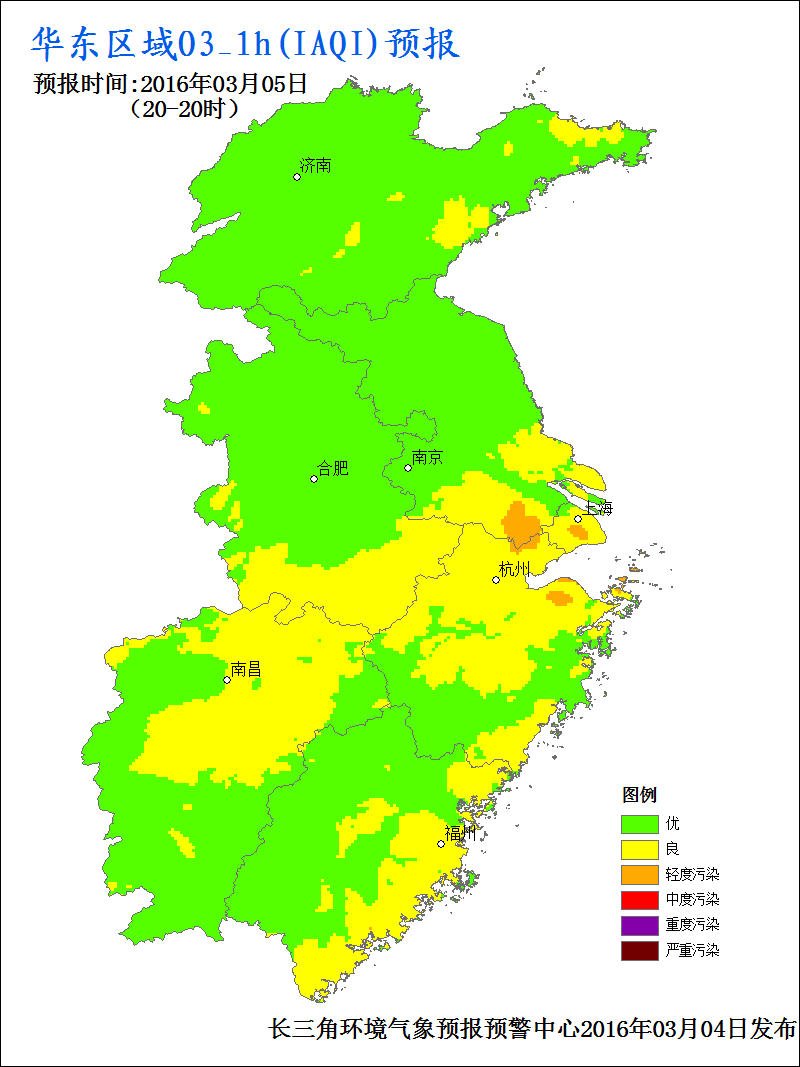 华东区域O3_1h(IAQI)预报
预报时间:2016年03月05日
(20-20时)
济南
南京
合肥
上海
杭州
南昌
福州
图例
优
良
轻度污染
中度污染
重度污染
严重污染
长三角环境气象预报预警中心2016年03月04日发布